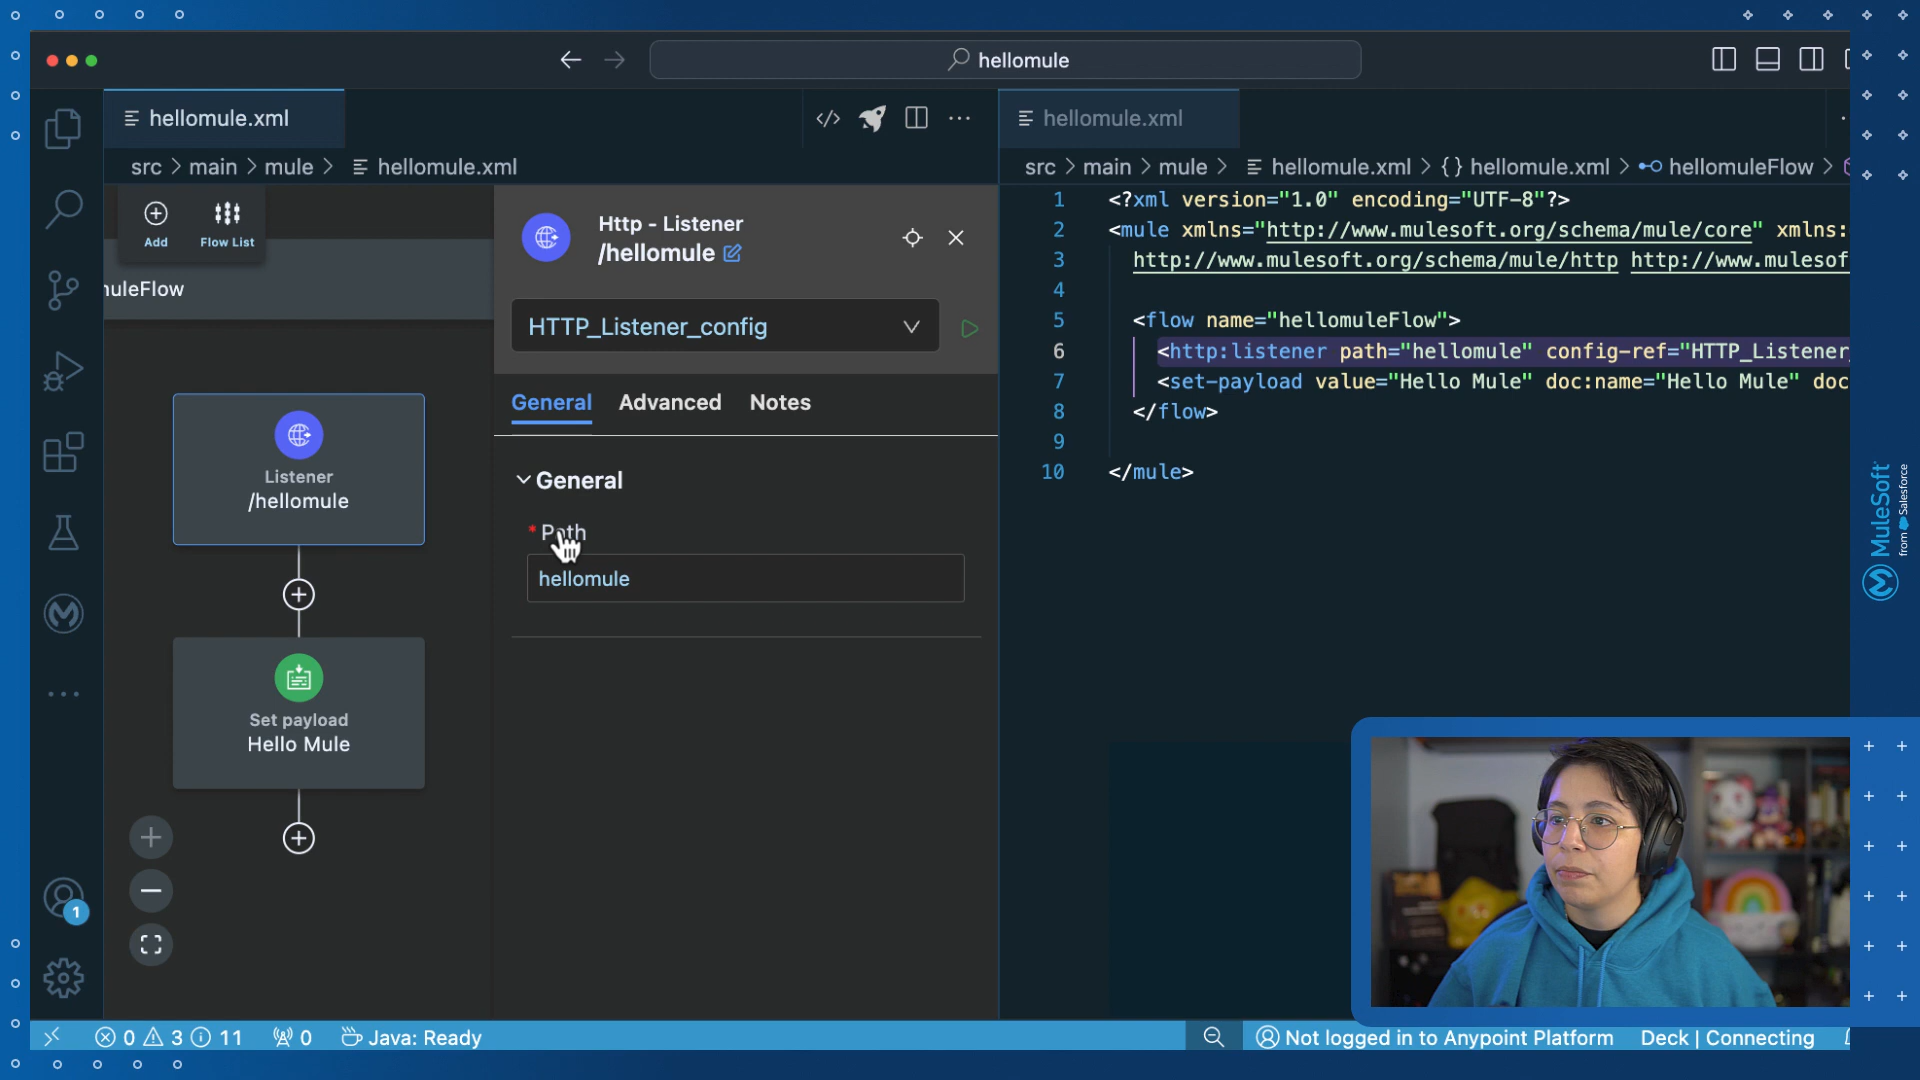 hellomule
hellomule.xml
hellomule.xml
src > main > mule > hellomule.xml
src > main > mule > hellomule.xml > {} hellomule.xml > hellomuleFlow >
Add
Flow List
muleFlow
Listener
/hellomule
Set payload
Hello Mule
Http - Listener
/hellomule
HTTP_Listener_config
General
Advanced
Notes
General
* Path
hellomule
1 <?xml version="1.0" encoding="UTF-8"?>
2 <mule xmlns="http://www.mulesoft.org/schema/mule/core" xmlns:
3 http://www.mulesoft.org/schema/mule/http http://www.mulesof
4
5 <flow name="hellomuleFlow">
6 <http:listener path="hellomule" config-ref="HTTP_Listener_
7 <set-payload value="Hello Mule" doc:name="Hello Mule" doc
8 </flow>
9
10 </mule>
MuleSoft
from Salesforce
1
0 3 11 0 Java: Ready
Not logged in to Anypoint Platform Deck | Connecting